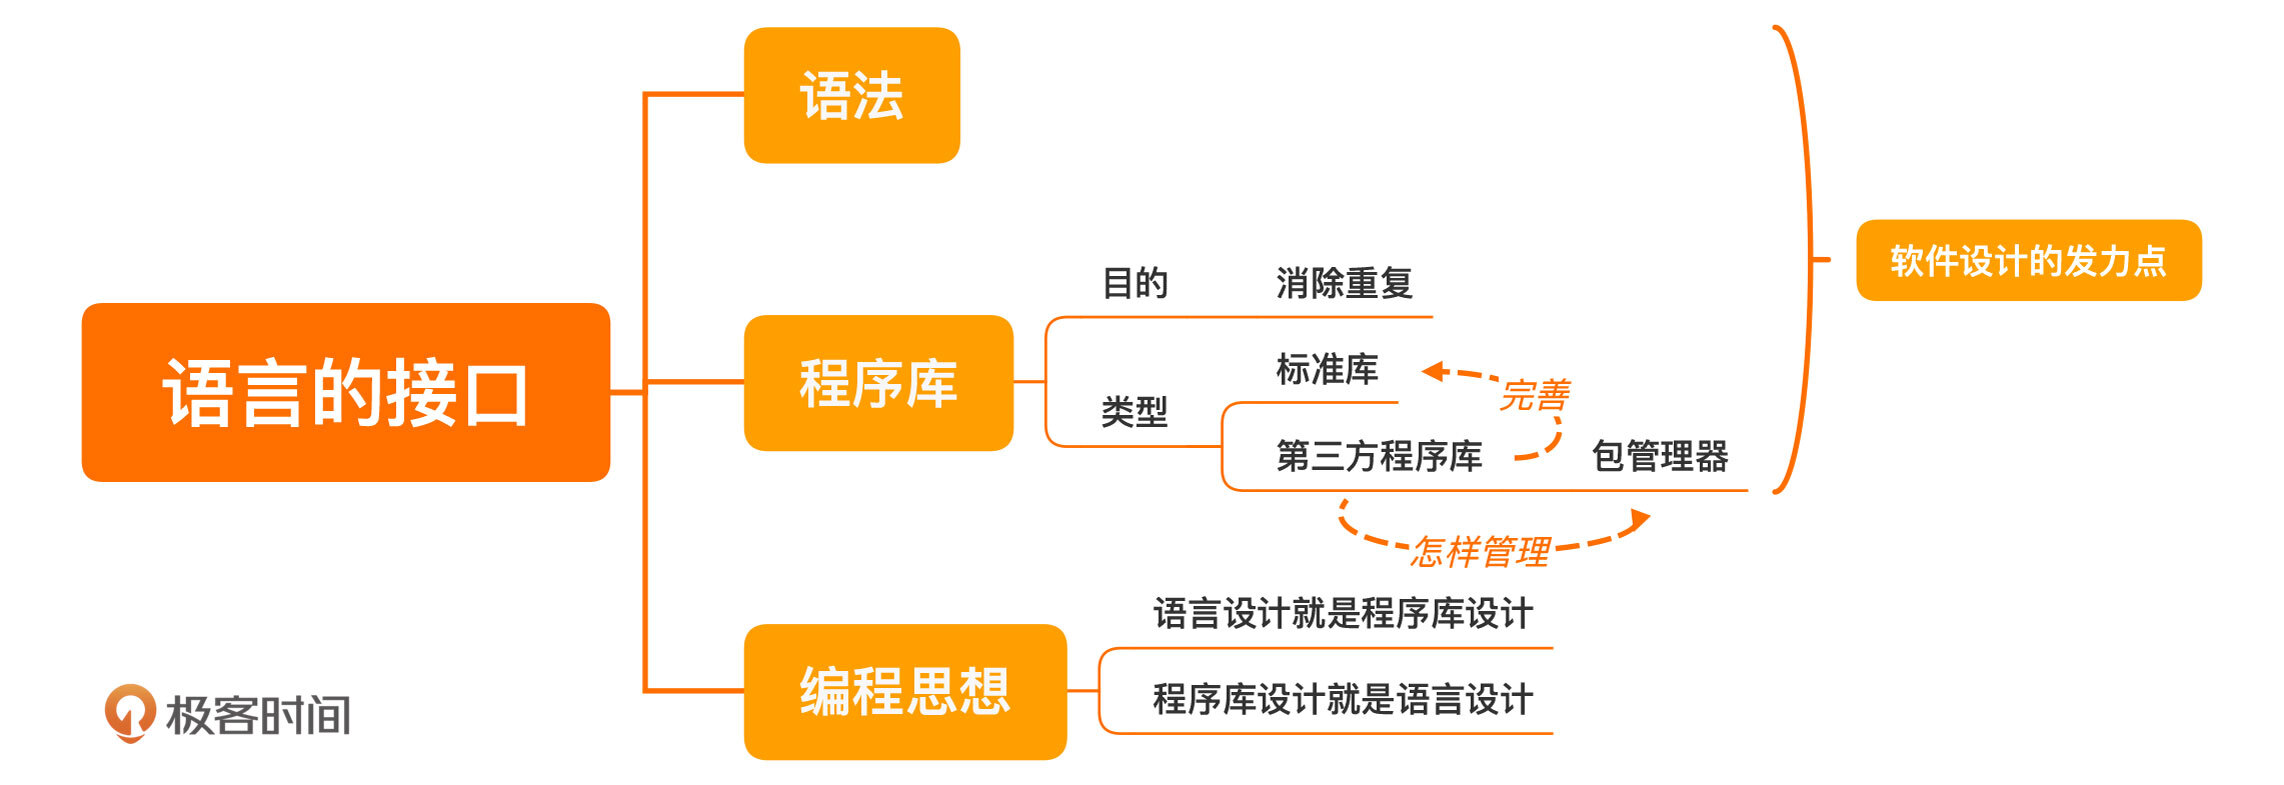 语法
软件设计的发力点
目的
消除重复
语言的接口
程序库
标准库
完善
类型
第三方程序库
包管理器
怎样管理
语言设计就是程序库设计
编程思想
程序库设计就是语言设计
极客时间